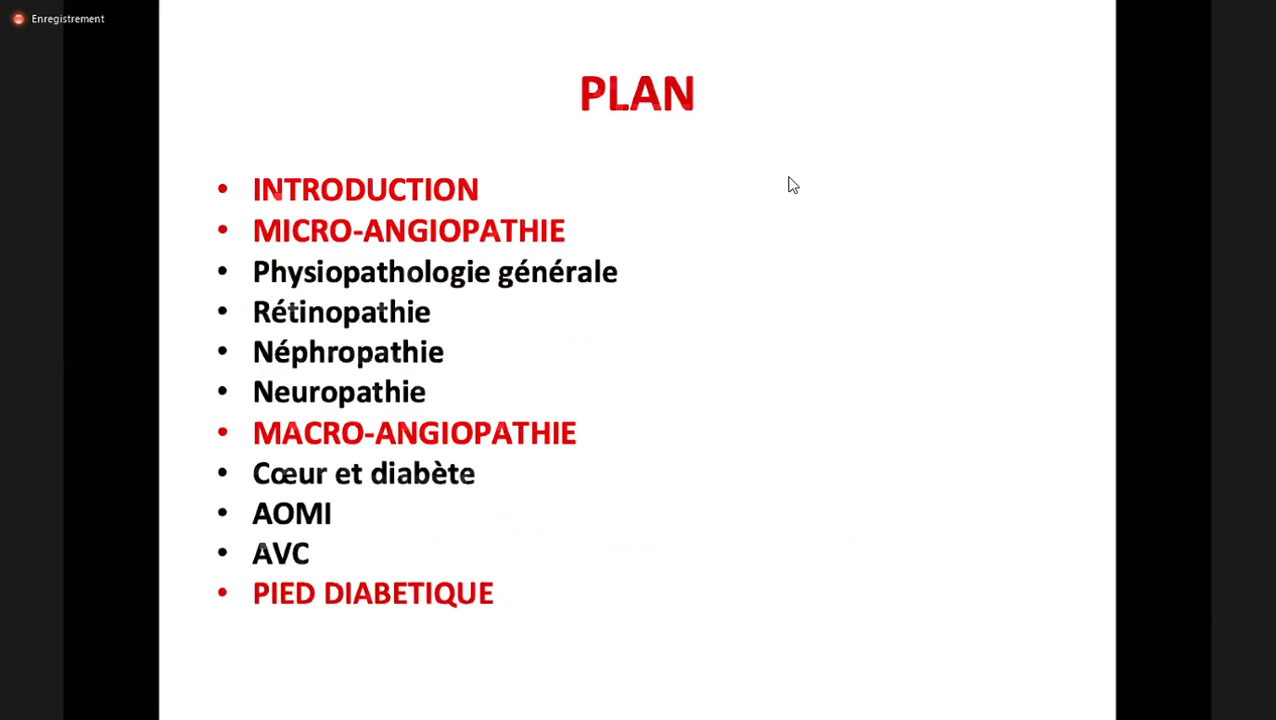 Enregistrement
PLAN
• INTRODUCTION
• MICRO-ANGIOPATHIE
• Physiopathologie générale
• Rétinopathie
• Néphropathie
• Neuropathie
• MACRO-ANGIOPATHIE
• Cœur et diabète
• AOMI
• AVC
• PIED DIABETIQUE